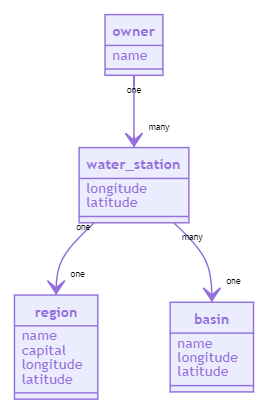 owner
name
one
many
water_station
longitude
latitude
one
many
one
one
region
name
capital
longitude
latitude
basin
name
longitude
latitude